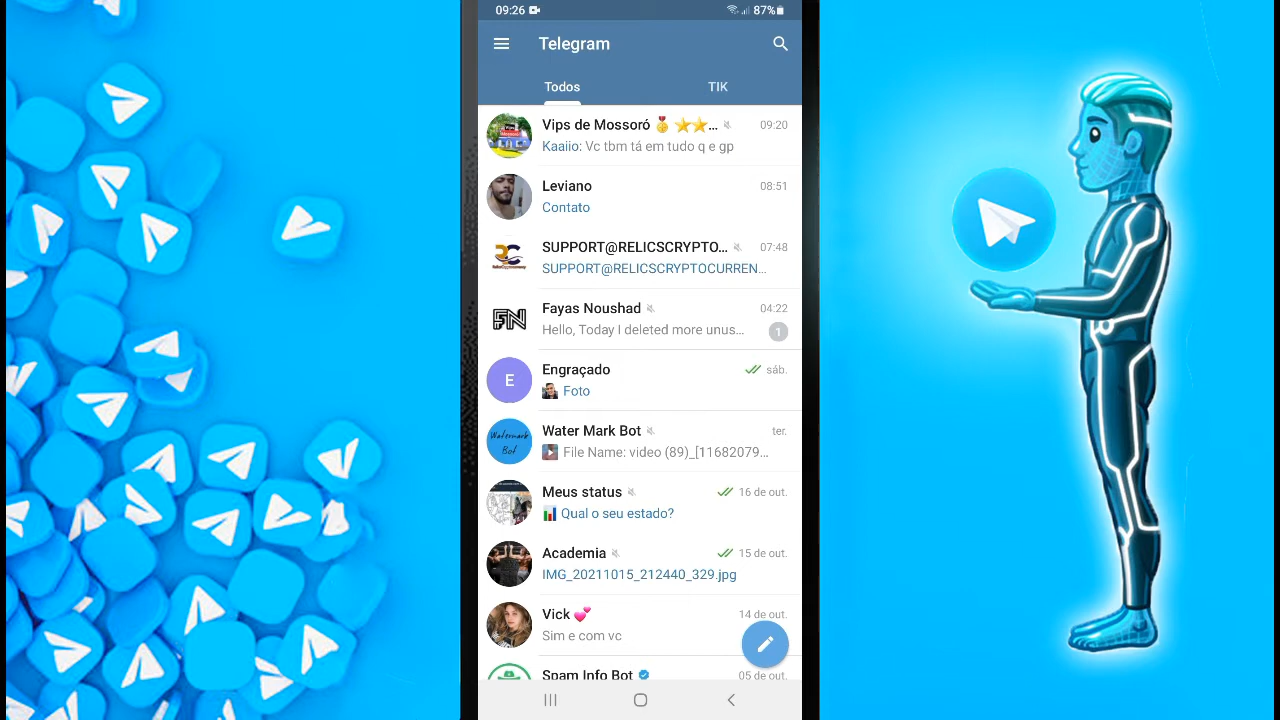 09:26
87%
Telegram
Todos
TIK
Vips de Mossoró 🥇 ⭐⭐...
09:20
Kaaiio: Vc tbm tá em tudo q e gp
Leviano
08:51
Contato
SUPPORT@RELICSCRYPTO...
07:48
SUPPORT@RELICSCRYPTOCURREN...
Fayas Noushad
04:22
Hello, Today I deleted more unus...
1
FN
Engraçado
sáb.
E
Foto
Water Mark Bot
ter.
Watermark
Bot
File Name: video (89)_[11682079...
Meus status
16 de out.
📊 Qual o seu estado?
Academia
15 de out.
IMG_20211015_212440_329.jpg
Vick 💕
14 de out.
Sim e com vc
Spam Info Bot
05 de out.